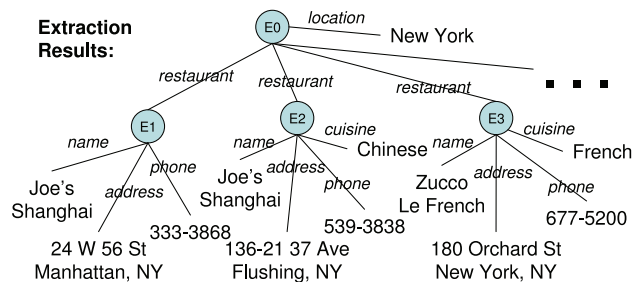 Extraction
Results:
E0
location
New York
restaurant
restaurant
restaurant
. . .
E1
E2
E3
name
phone
address
name
cuisine
address
phone
name
cuisine
address
phone
Joe's
Shanghai
24 W 56 St
Manhattan, NY
333-3868
Joe's
Shanghai
Chinese
136-21 37 Ave
Flushing, NY
539-3838
Zucco
Le French
French
180 Orchard St
New York, NY
677-5200